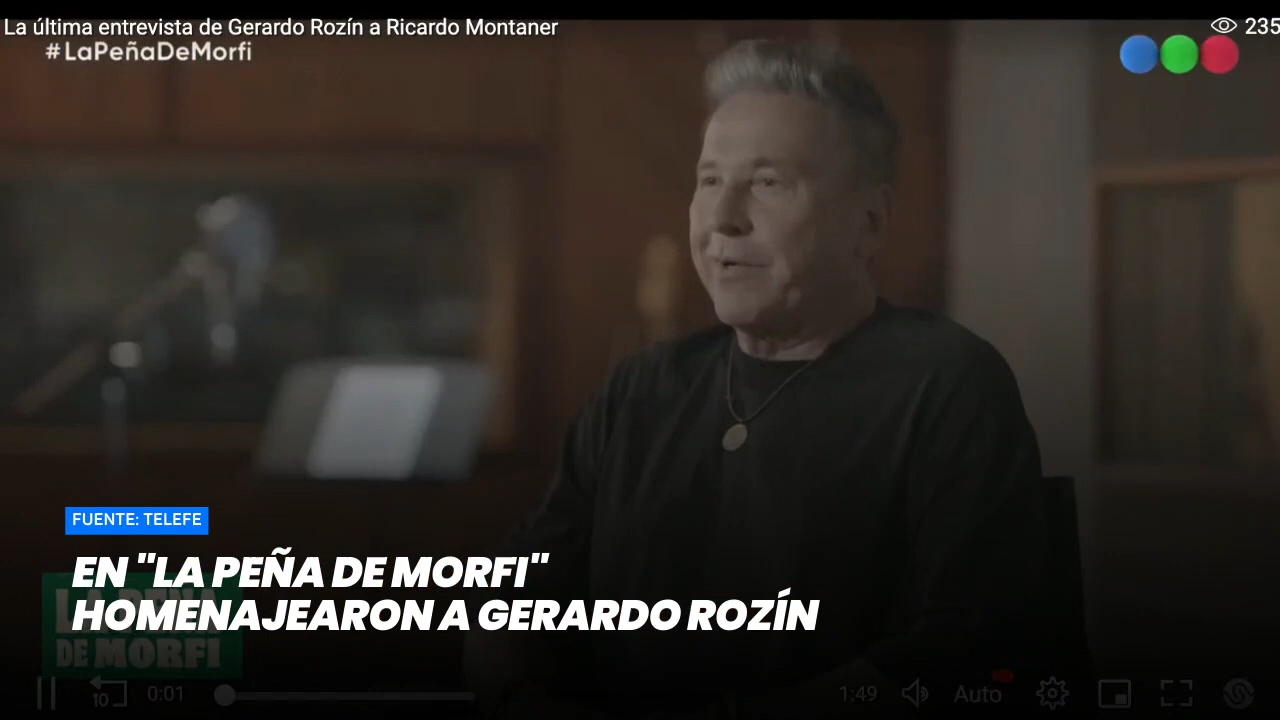 La última entrevista de Gerardo Rozín a Ricardo Montaner
235
#LaPeñaDeMorfi
FUENTE: TELEFE
EN "LA PEÑA DE MORFI"
HOMENAJEARON A GERARDO ROZÍN
LA PEÑA
DE MORFI
10
0:01
1:49
Auto